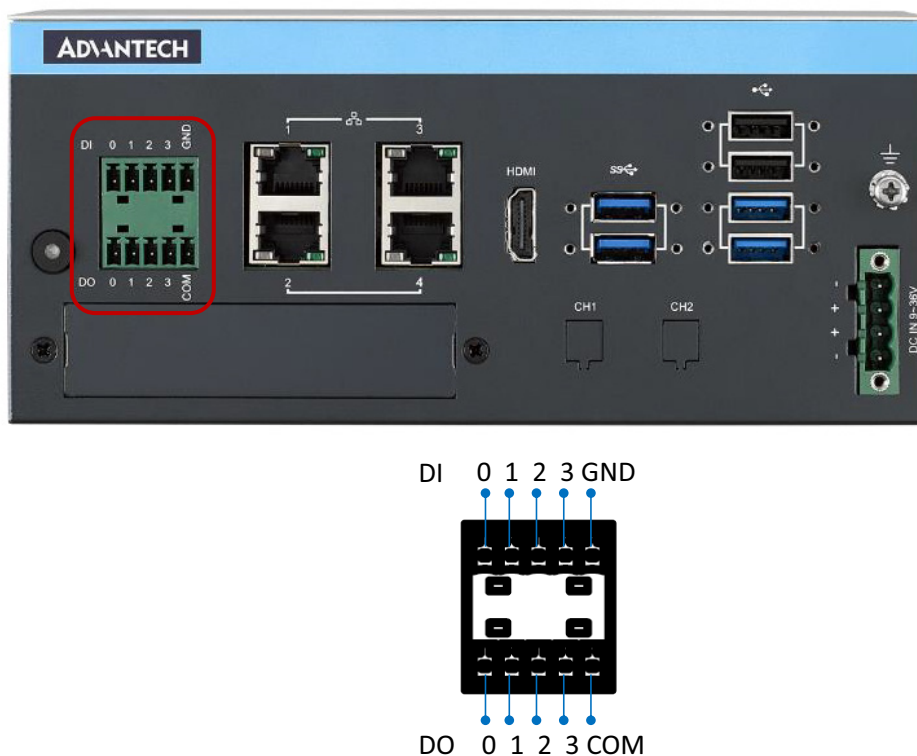 ADVANTECH
DI 0 1 2 3 GND
1 3
HDMI
SS
DO 0 1 2 3 COM
2 4
CH1 CH2
- + + -
DC IN 9~36V
DI 0 1 2 3 GND
DO 0 1 2 3 COM